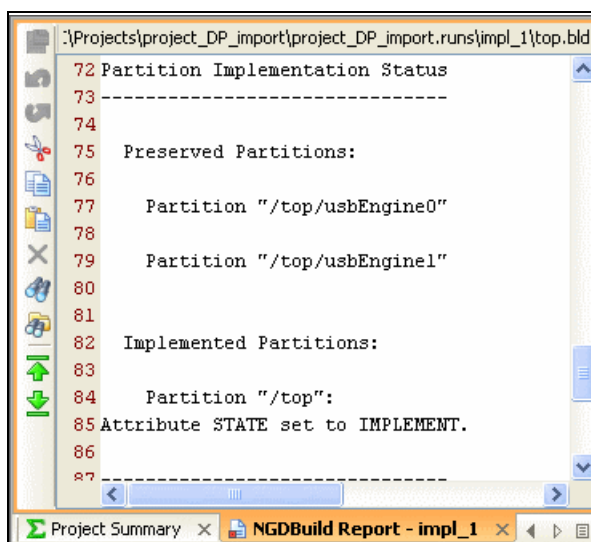 :\Projects\project_DP_import\project_DP_import.runs\impl_1\top.bld
72 Partition Implementation Status
73 -------------------------------
74
75 Preserved Partitions:
76
77 Partition "/top/usbEngine0"
78
79 Partition "/top/usbEngine1"
80
81
82 Implemented Partitions:
83
84 Partition "/top":
85 Attribute STATE set to IMPLEMENT.
86
87 -------------------------------
Project Summary
NGDBuild Report - impl_1